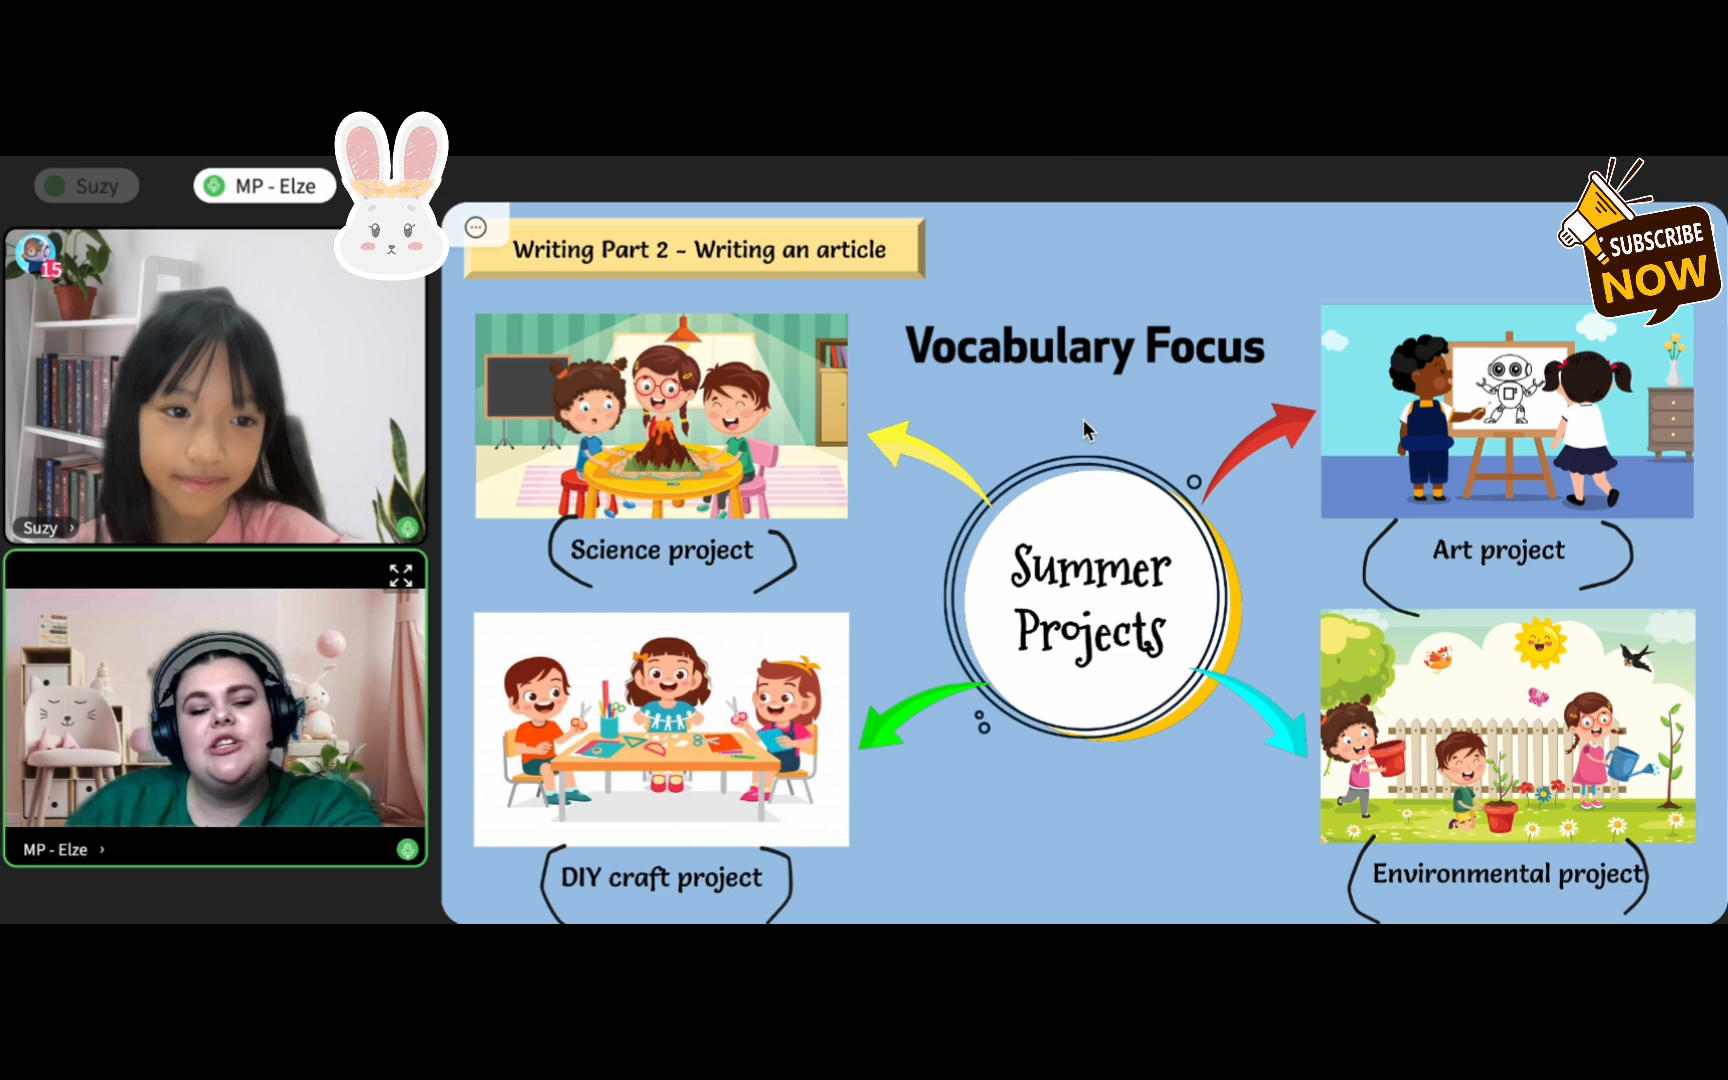 Suzy
MP - Elze
15
Suzy
MP - Elze
Writing Part 2 - Writing an article
SUBSCRIBE
NOW
Vocabulary Focus
Summer
Projects
Science project
Art project
DIY craft project
Environmental project